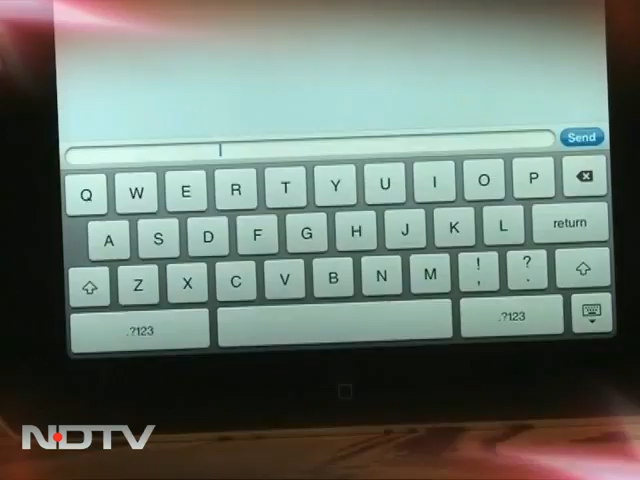 Send
Q W E R T Y U I O P
A S D F G H J K L return
Z X C V B N M ! , ? .
.?123 .?123
NDTV